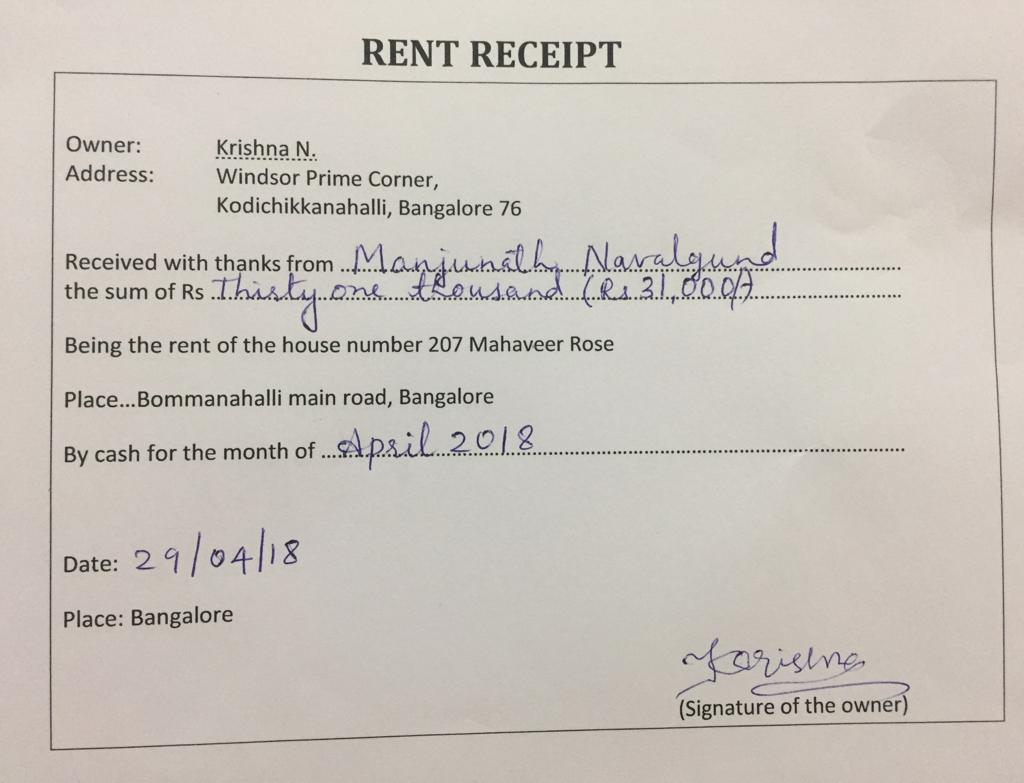 RENT RECEIPT
Owner: Krishna N.
Address: Windsor Prime Corner,
Kodichikkanahalli, Bangalore 76
Received with thanks from ..Manjunath Navalgund..........
the sum of Rs ..Thirty one thousand (Rs 31,000/)..........
Being the rent of the house number 207 Mahaveer Rose
Place...Bommanahalli main road, Bangalore
By cash for the month of ...April 2018..........
Date: 29/04/18
Place: Bangalore
Krishna
(Signature of the owner)